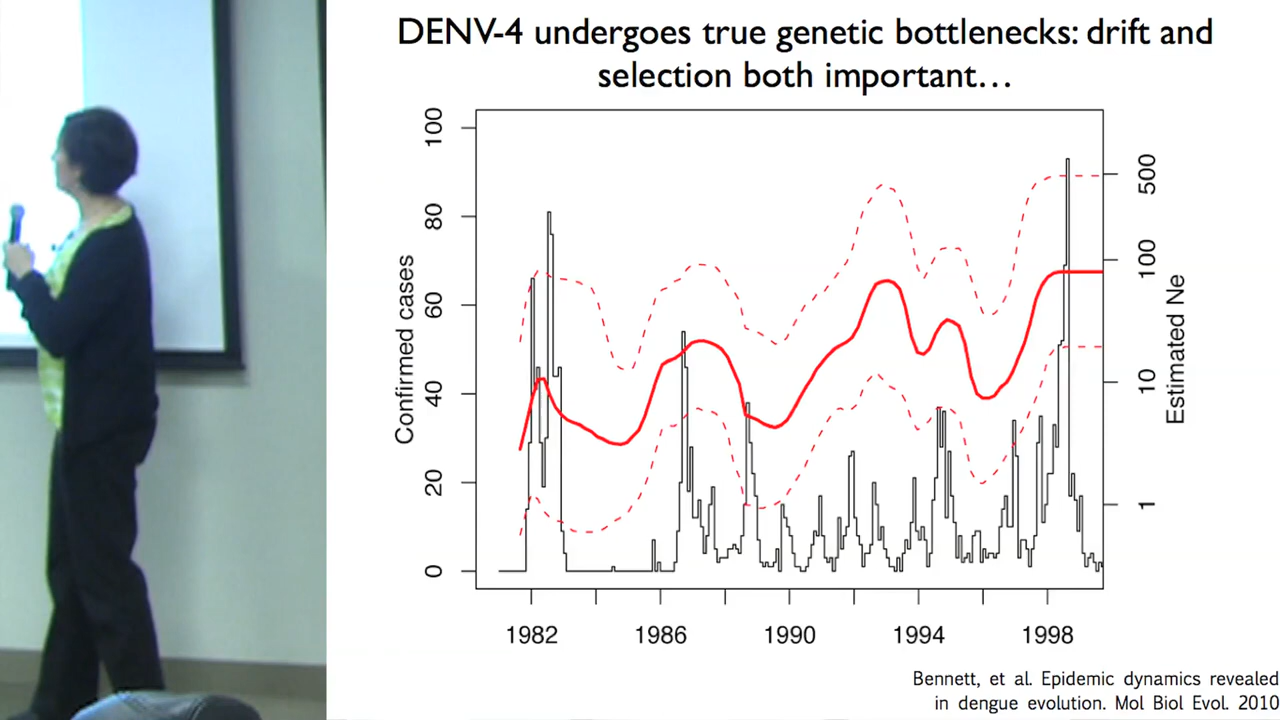 DENV-4 undergoes true genetic bottlenecks: drift and
selection both important…
100
80
60
40
20
0
Confirmed cases
500
100
10
1
Estimated Ne
1982
1986
1990
1994
1998
Bennett, et al. Epidemic dynamics revealed
in dengue evolution. Mol Biol Evol. 2010